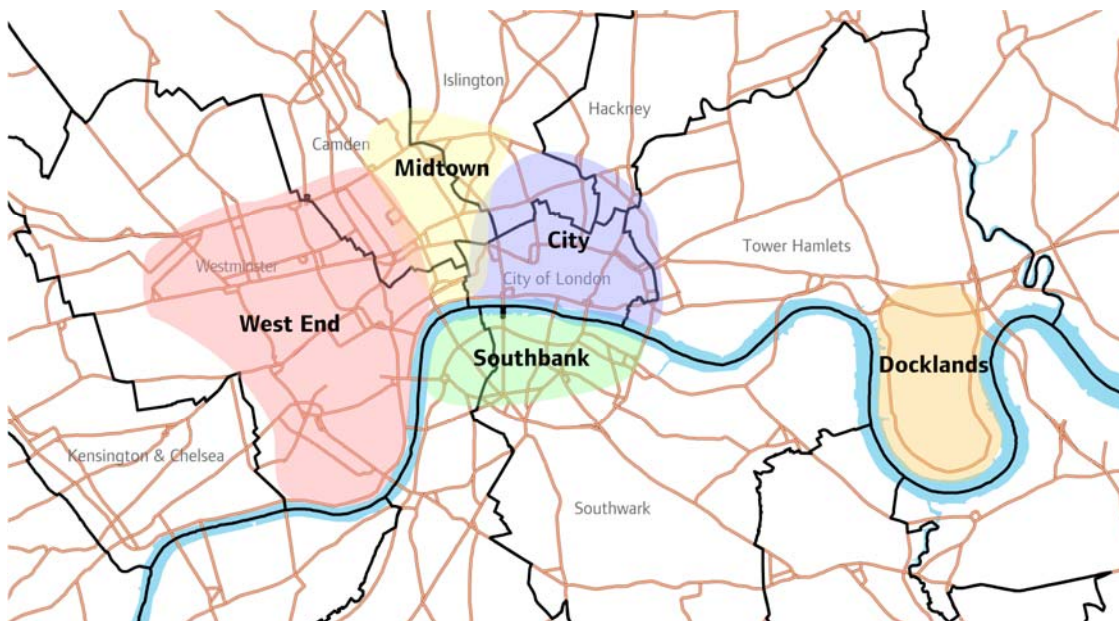 Islington
Hackney
Camden
Midtown
City
Tower Hamlets
Westminster
City of London
West End
Southbank
Docklands
Kensington & Chelsea
Southwark